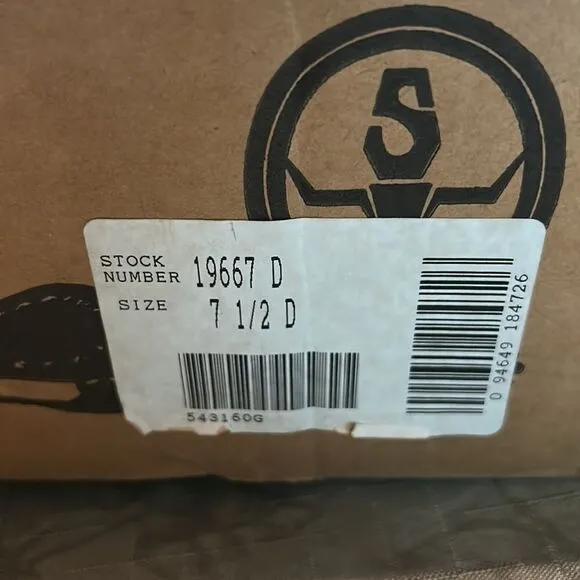 S
STOCK
NUMBER 19667 D
SIZE 7 1/2 D
543160G
0 94649 184726